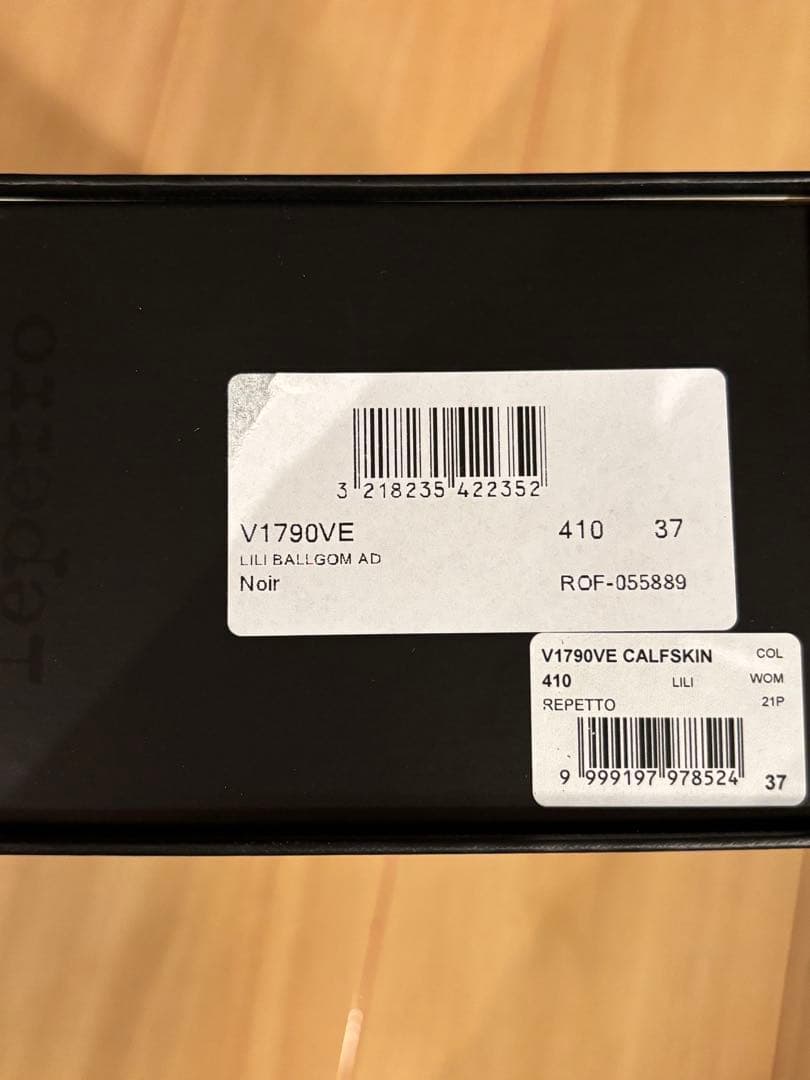 repetto
3 218235 422352
V1790VE 410 37
LILI BALLGOM AD
Noir ROF-055889
V1790VE CALFSKIN COL
410 LILI WOM
REPETTO 21P
9 999197 978524 37